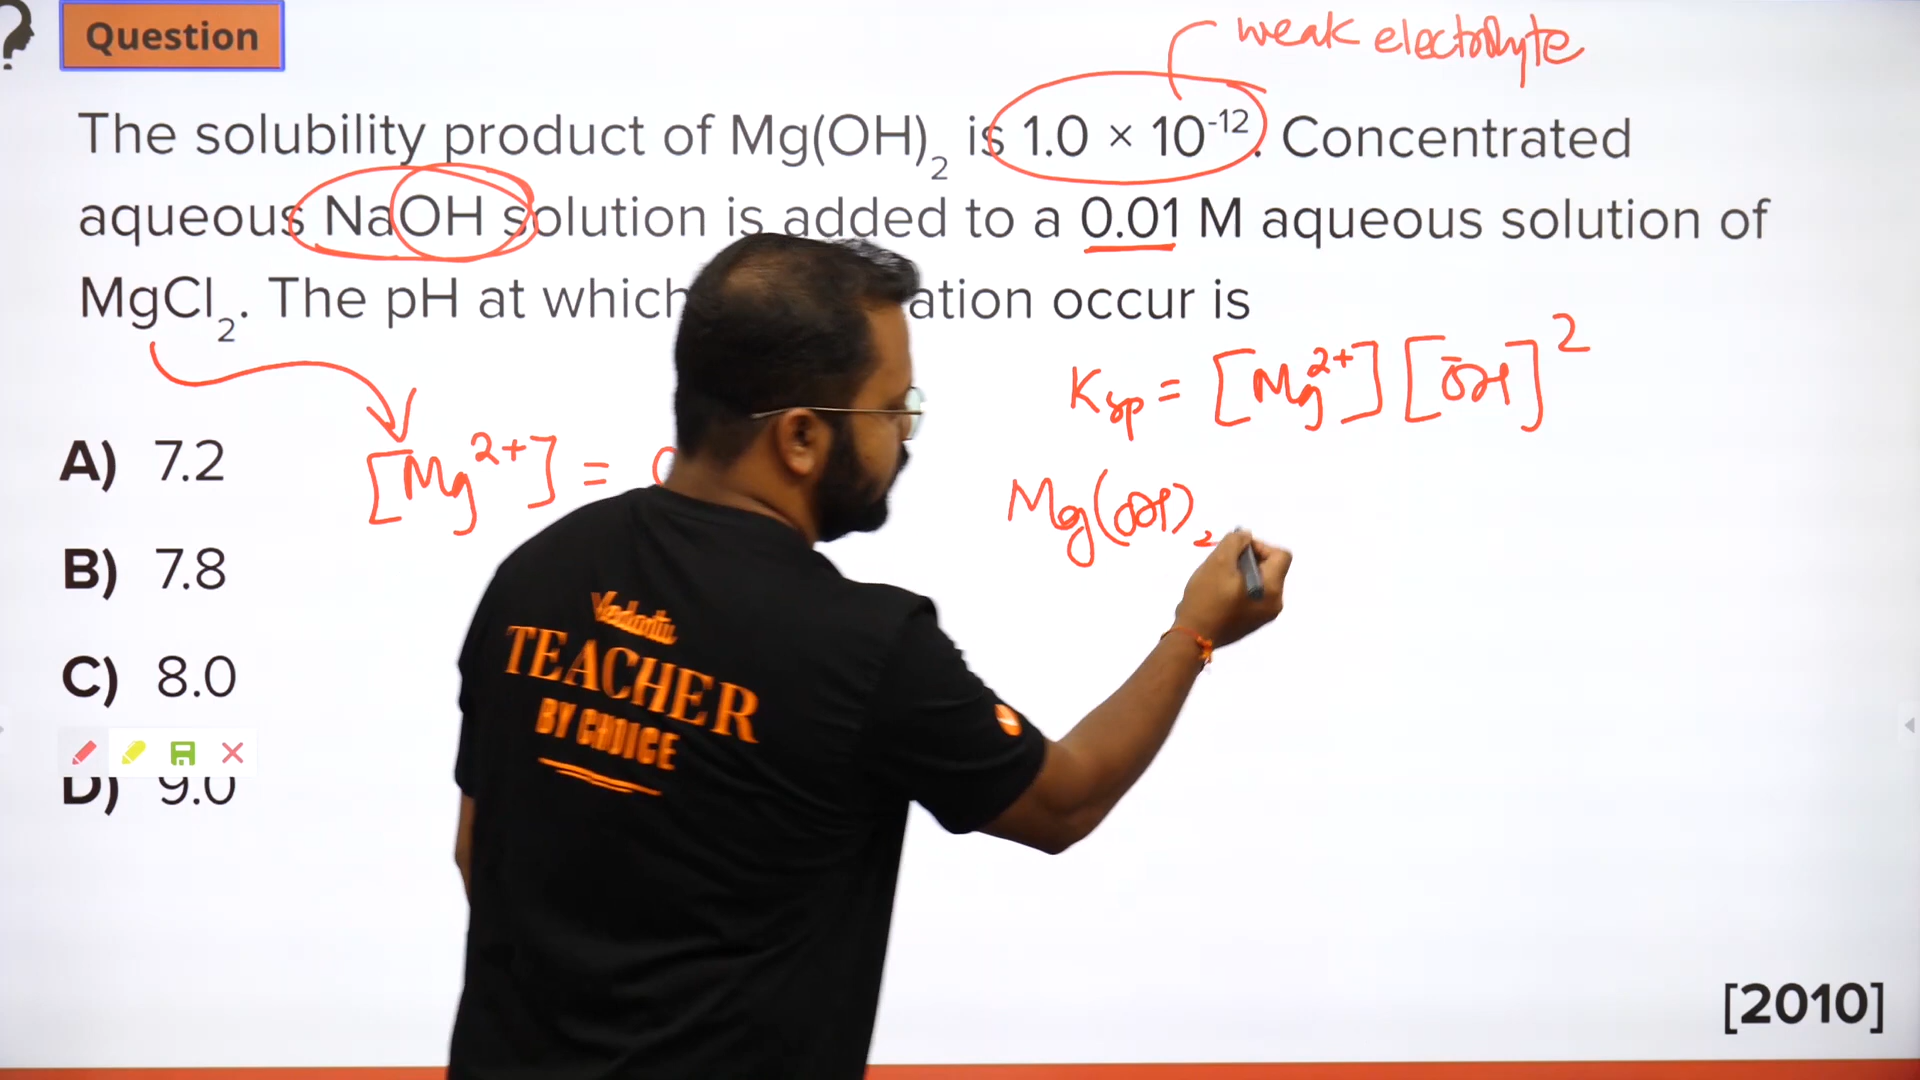 Question
weak electrolyte
The solubility product of Mg(OH)₂ is 1.0 × 10⁻¹². Concentrated
aqueous NaOH solution is added to a 0.01 M aqueous solution of
MgCl₂. The pH at which ation occur is
Ksp = [Mg²⁺] [ŌH]²
A) 7.2
[Mg²⁺] =
Mg(OH)₂
B) 7.8
Vedantu
TEACHER
BY CHOICE
C) 8.0
D) 9.0
[2010]